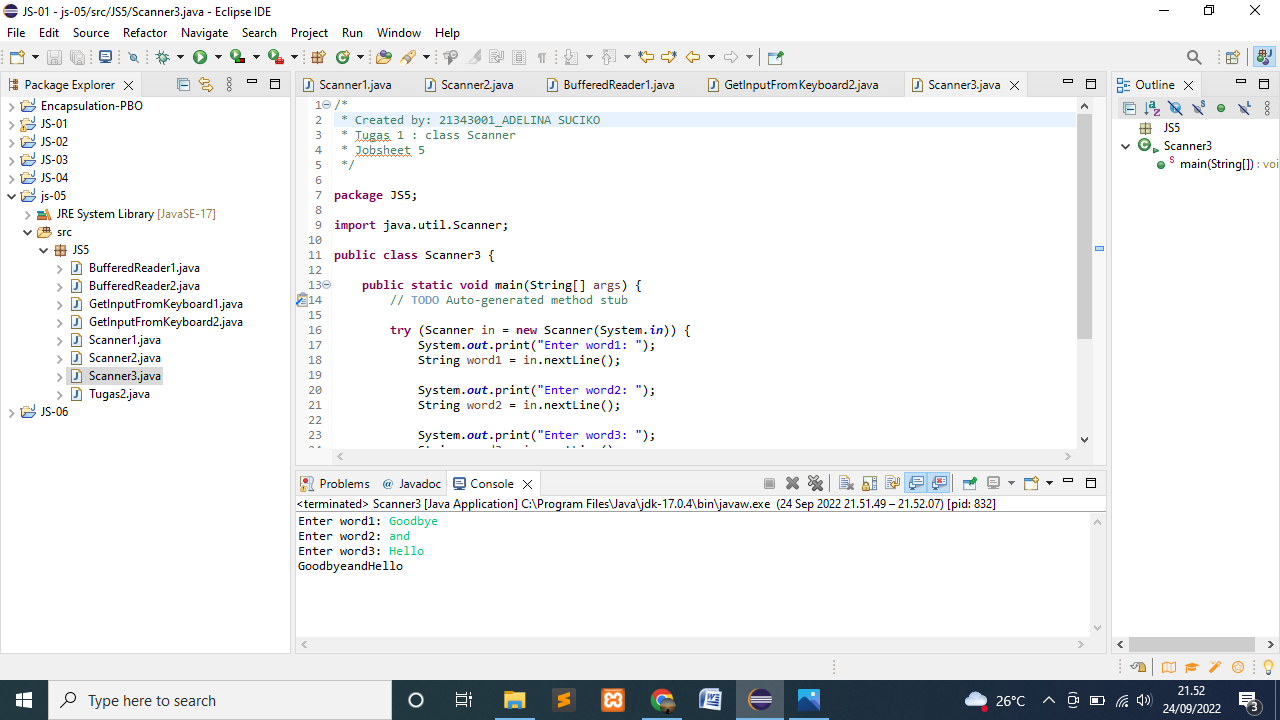 JS-01 - js-05/src/JS5/Scanner3.java - Eclipse IDE
File Edit Source Refactor Navigate Search Project Run Window Help
Package Explorer
Encapsulation-PBO
JS-01
JS-02
JS-03
JS-04
js-05
JRE System Library [JavaSE-17]
src
JS5
BufferedReader1.java
BufferedReader2.java
GetInputFromKeyboard1.java
GetInputFromKeyboard2.java
Scanner1.java
Scanner2.java
Scanner3.java
Tugas2.java
JS-06
Scanner1.java Scanner2.java BufferedReader1.java GetInputFromKeyboard2.java Scanner3.java
1 /*
2 * Created by: 21343001_ADELINA SUCIKO
3 * Tugas 1 : class Scanner
4 * Jobsheet 5
5 */
6
7 package JS5;
8
9 import java.util.Scanner;
10
11 public class Scanner3 {
12
13 public static void main(String[] args) {
14 // TODO Auto-generated method stub
15
16 try (Scanner in = new Scanner(System.in)) {
17 System.out.print("Enter word1: ");
18 String word1 = in.nextLine();
19
20 System.out.print("Enter word2: ");
21 String word2 = in.nextLine();
22
23 System.out.print("Enter word3: ");
Outline
JS5
Scanner3
main(String[]) : voi
Problems Javadoc Console
<terminated> Scanner3 [Java Application] C:\Program Files\Java\jdk-17.0.4\bin\javaw.exe (24 Sep 2022 21.51.49 – 21.52.07) [pid: 832]
Enter word1: Goodbye
Enter word2: and
Enter word3: Hello
GoodbyeandHello
Type here to search
26°C
21.52
24/09/2022
3